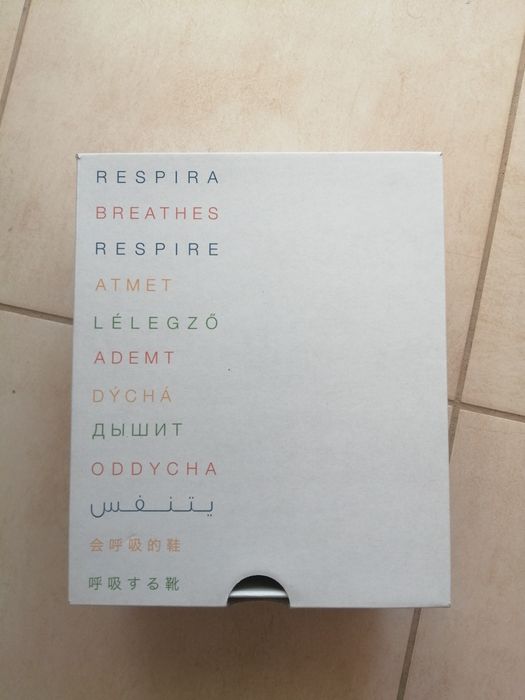 RESPIRA
BREATHES
RESPIRE
ATMET
LÉLEGZŐ
ADEMT
DÝCHÁ
ДЫШИТ
ODDYCHA
يتنفس
会呼吸的鞋
呼吸する靴